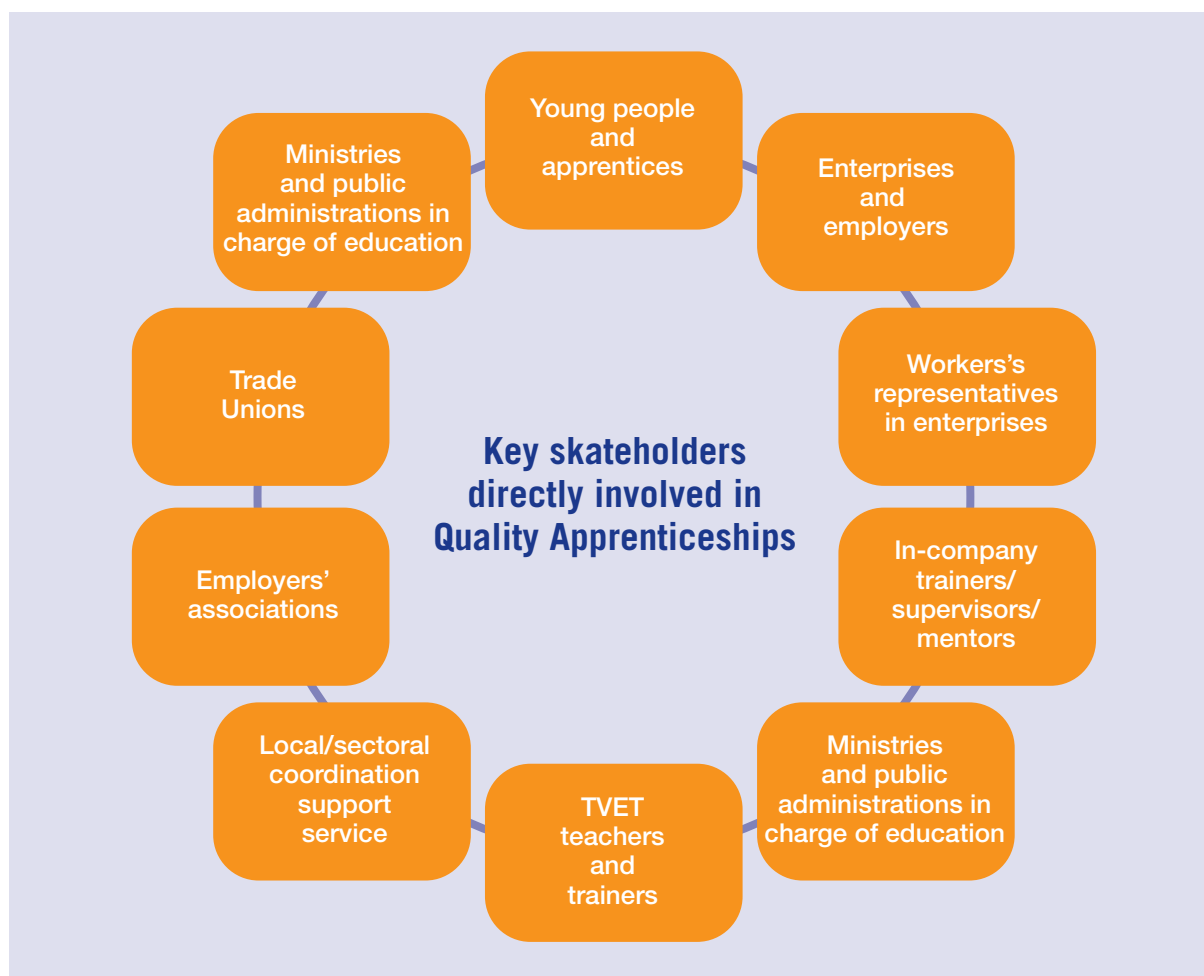 Young people
and
apprentices
Enterprises
and
employers
Workers's
representatives
in enterprises
In-company
trainers/
supervisors/
mentors
Ministries
and public
administrations in
charge of education
TVET
teachers
and
trainers
Local/sectoral
coordination
support
service
Employers’
associations
Trade
Unions
Ministries
and public
administrations in
charge of education
Key skateholders
directly involved in
Quality Apprenticeships